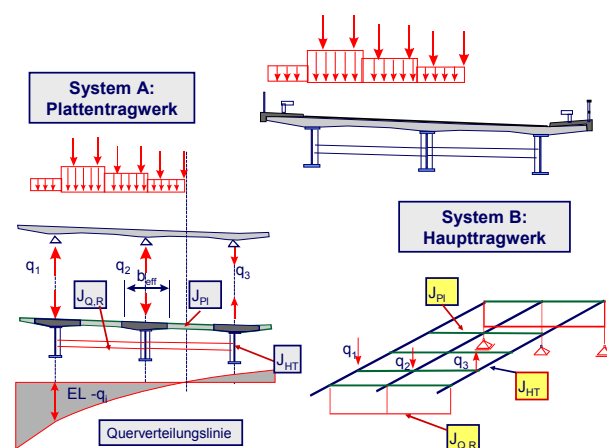 System A:
Plattentragwerk
System B:
Haupttragwerk
q1
q2
beff
q3
JQ,R
JPl
JHT
EL -qi
Querverteilungslinie
JPl
q1
q2
q3
JHT
JQ,R